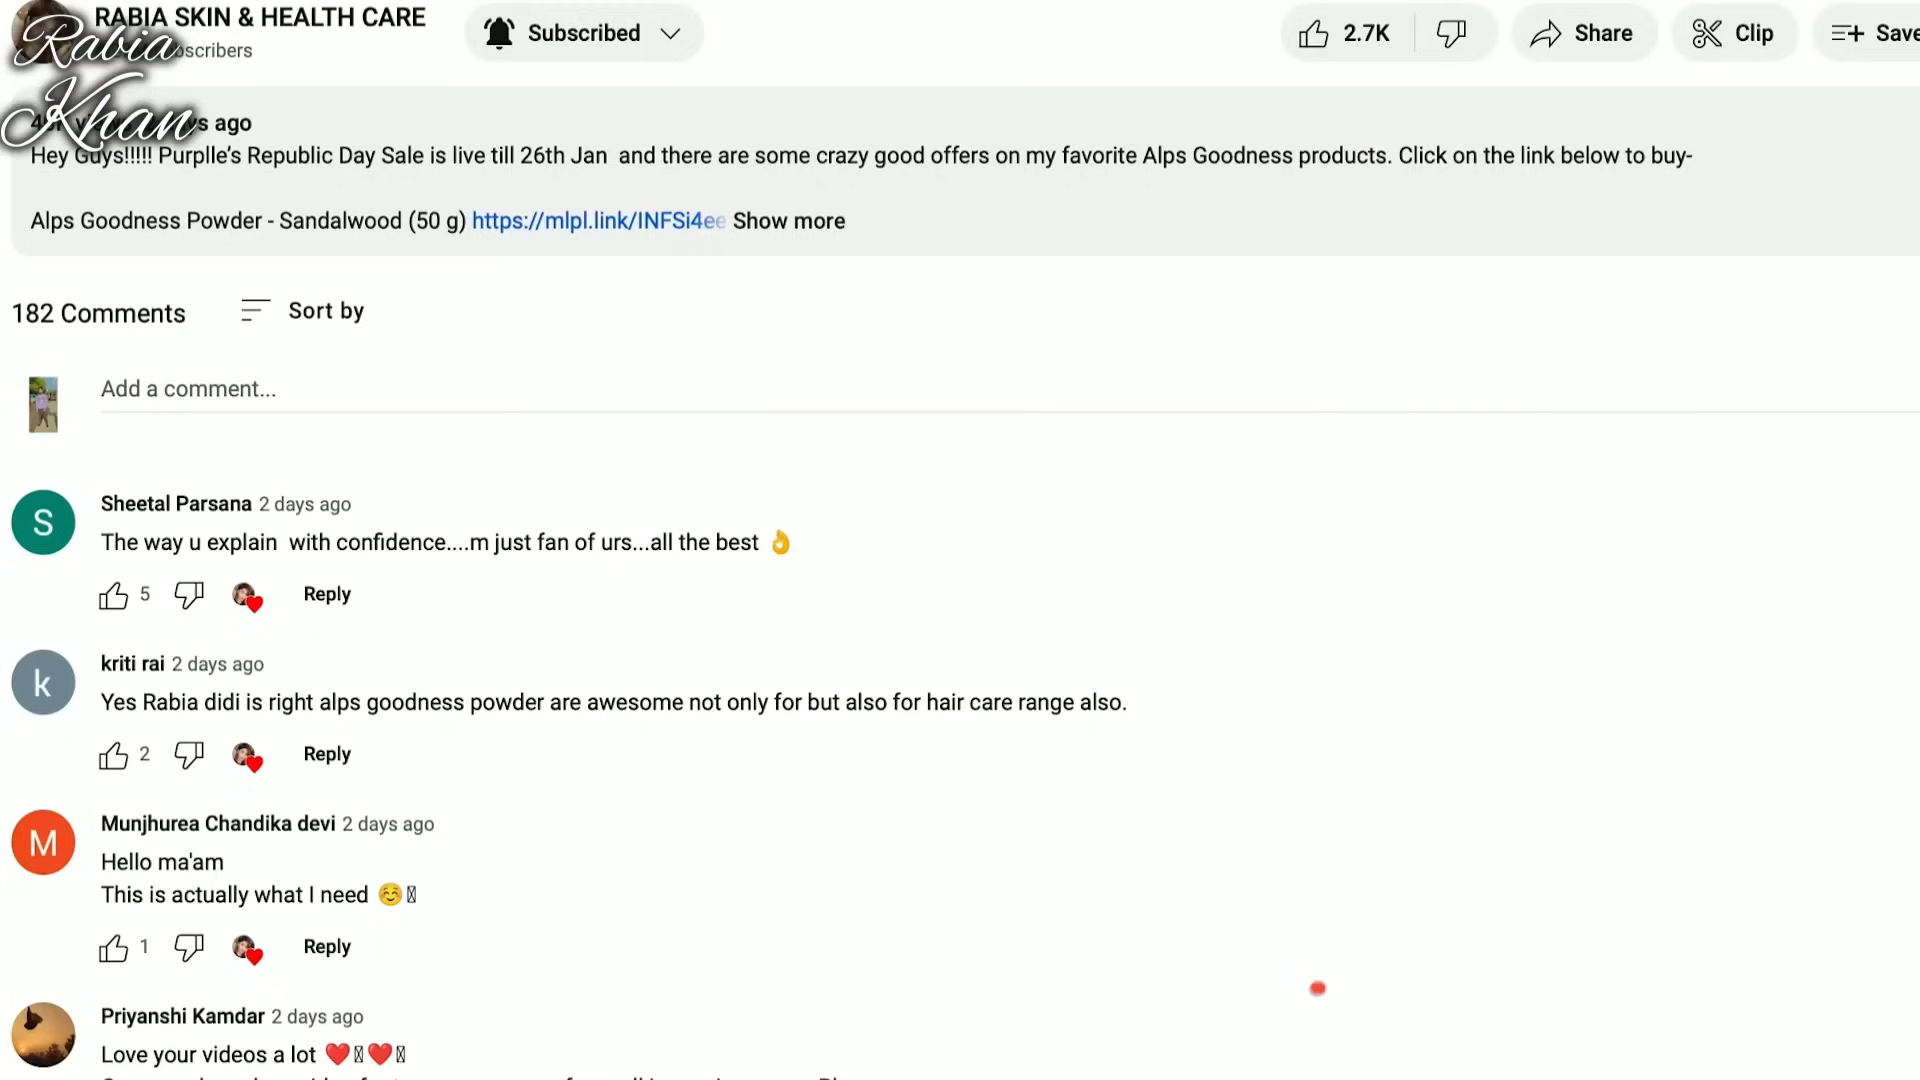 RABIA SKIN & HEALTH CARE
Subscribed
2.7K
Share
Clip
Save
Rabia
Khan
ago
Hey Guys!!!!! Purplle’s Republic Day Sale is live till 26th Jan  and there are some crazy good offers on my favorite Alps Goodness products. Click on the link below to buy-
Alps Goodness Powder - Sandalwood (50 g) https://mlpl.link/INFSi4ee Show more
182 Comments
Sort by
Add a comment...
S
Sheetal Parsana 2 days ago
The way u explain  with confidence....m just fan of urs...all the best 👌
5
Reply
k
kriti rai 2 days ago
Yes Rabia didi is right alps goodness powder are awesome not only for but also for hair care range also.
2
Reply
M
Munjhurea Chandika devi 2 days ago
Hello ma'am
This is actually what I need ☺️
1
Reply
Priyanshi Kamdar 2 days ago
Love your videos a lot ❤️❤️